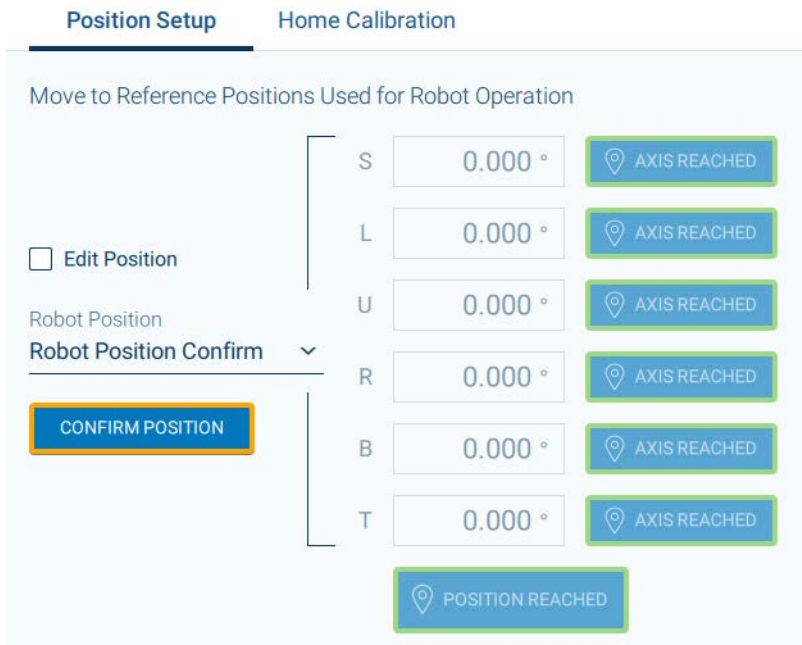 Position Setup Home Calibration
Move to Reference Positions Used for Robot Operation
S 0.000 ° AXIS REACHED
L 0.000 ° AXIS REACHED
Edit Position
U 0.000 ° AXIS REACHED
Robot Position
Robot Position Confirm
R 0.000 ° AXIS REACHED
CONFIRM POSITION
B 0.000 ° AXIS REACHED
T 0.000 ° AXIS REACHED
POSITION REACHED